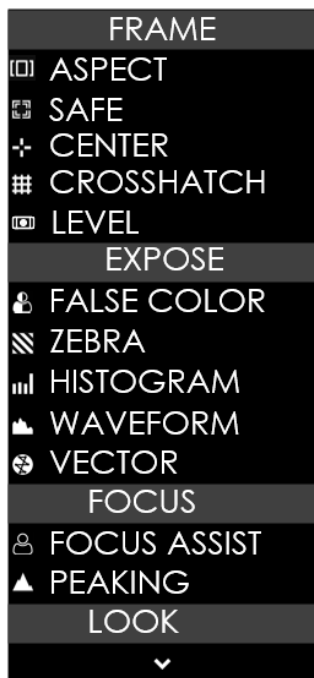 FRAME
ASPECT
SAFE
CENTER
CROSSHATCH
LEVEL
EXPOSE
FALSE COLOR
ZEBRA
HISTOGRAM
WAVEFORM
VECTOR
FOCUS
FOCUS ASSIST
PEAKING
LOOK